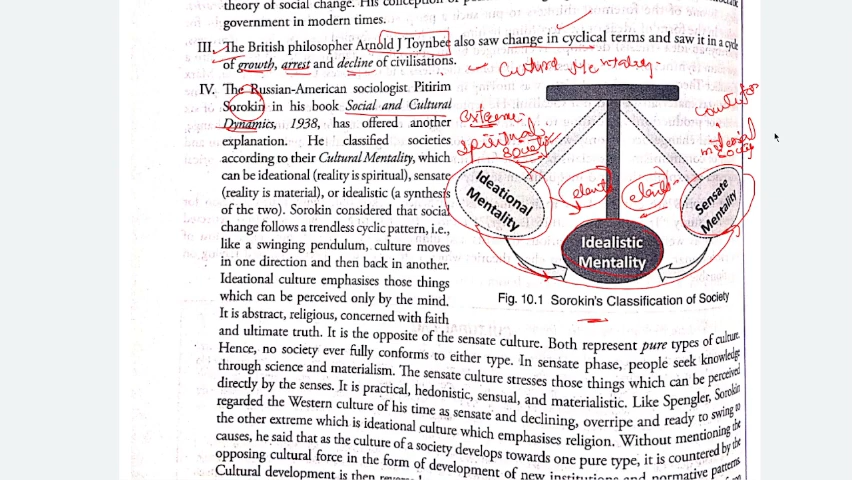 theory of social change. His conception of
government in modern times.
III. The British philosopher Arnold J Toynbee also saw change in cyclical terms and saw it in a cycle
of growth, arrest and decline of civilisations.
Cultural Mentality
IV. The Russian-American sociologist Pitirim
Sorokin in his book Social and Cultural
Dynamics, 1938, has offered another
explanation. He classified societies
according to their Cultural Mentality, which
can be ideational (reality is spiritual), sensate
(reality is material), or idealistic (a synthesis
of the two). Sorokin considered that social
change follows a trendless cyclic pattern, i.e.,
like a swinging pendulum, culture moves
in one direction and then back in another.
Ideational culture emphasises those things
which can be perceived only by the mind.
It is abstract, religious, concerned with faith
extreme
spiritual
society
material
society
Ideational
Mentality
Sensate
Mentality
Idealistic
Mentality
Fig. 10.1 Sorokin's Classification of Society
and ultimate truth. It is the opposite of the sensate culture. Both represent pure types of culture.
Hence, no society ever fully conforms to either type. In sensate phase, people seek knowledge
through science and materialism. The sensate culture stresses those things which can be perceived
directly by the senses. It is practical, hedonistic, sensual, and materialistic. Like Spengler, Sorokin
regarded the Western culture of his time as sensate and declining, overripe and ready to swing to
the other extreme which is ideational culture which emphasises religion. Without mentioning the
causes, he said that as the culture of a society develops towards one pure type, it is countered by the
opposing cultural force in the form of development of new institutions and normative patterns
Cultural development is then